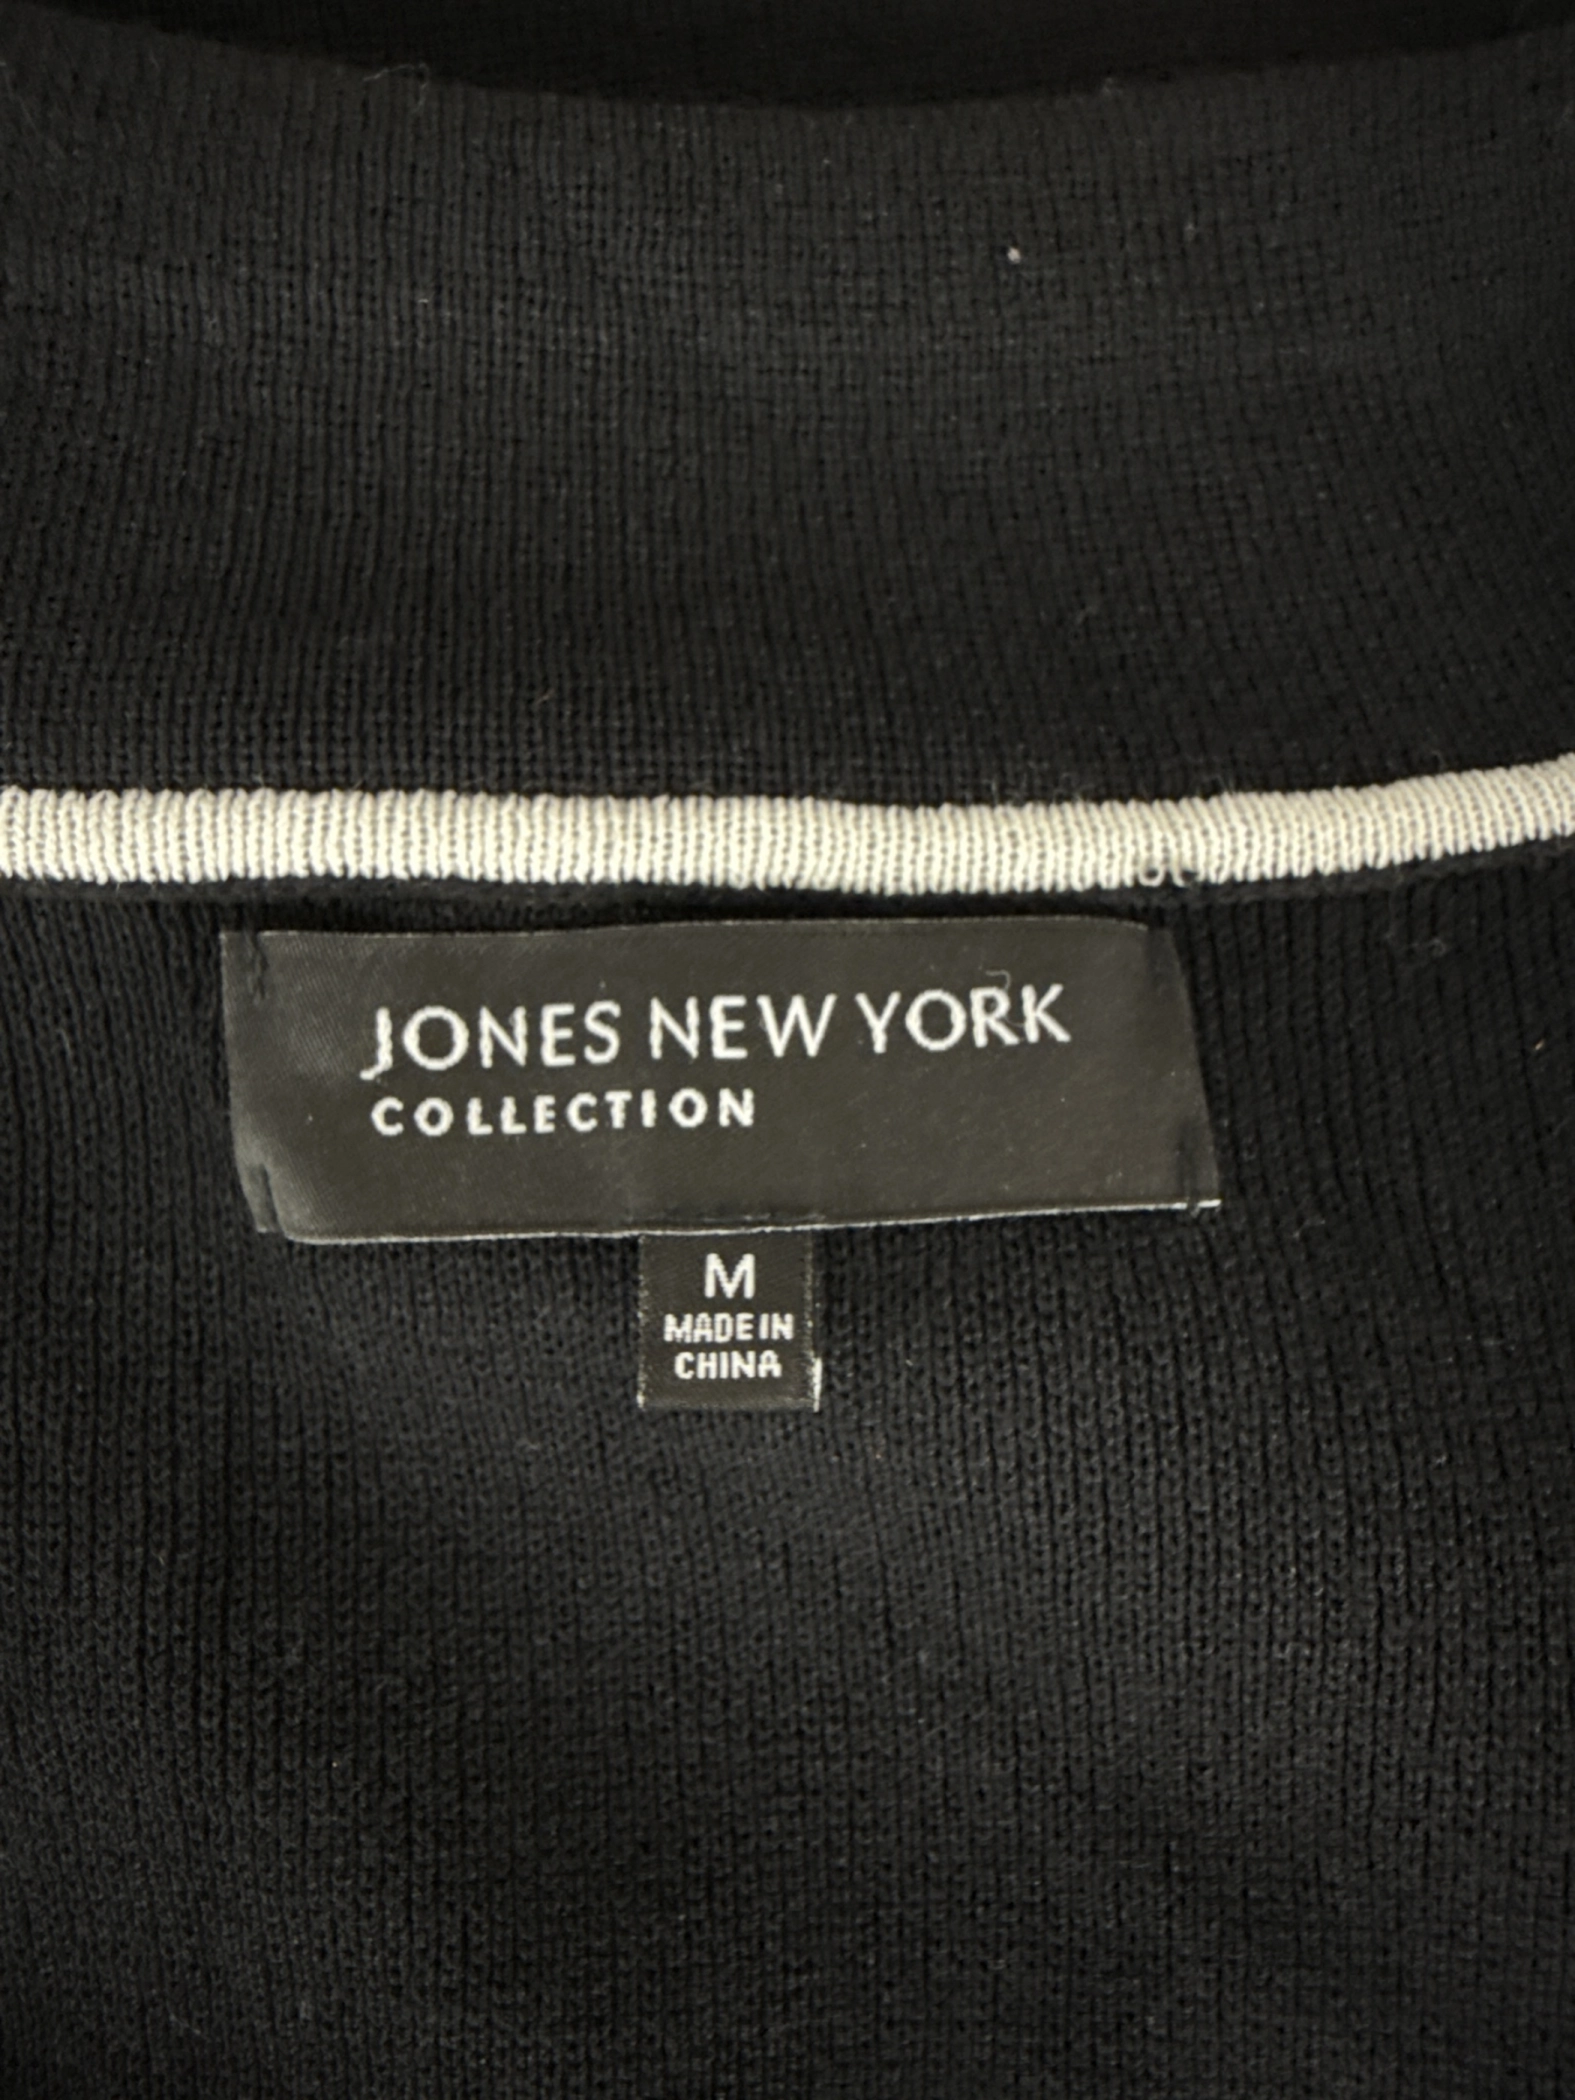 JONES NEW YORK
COLLECTION
M
MADE IN
CHINA